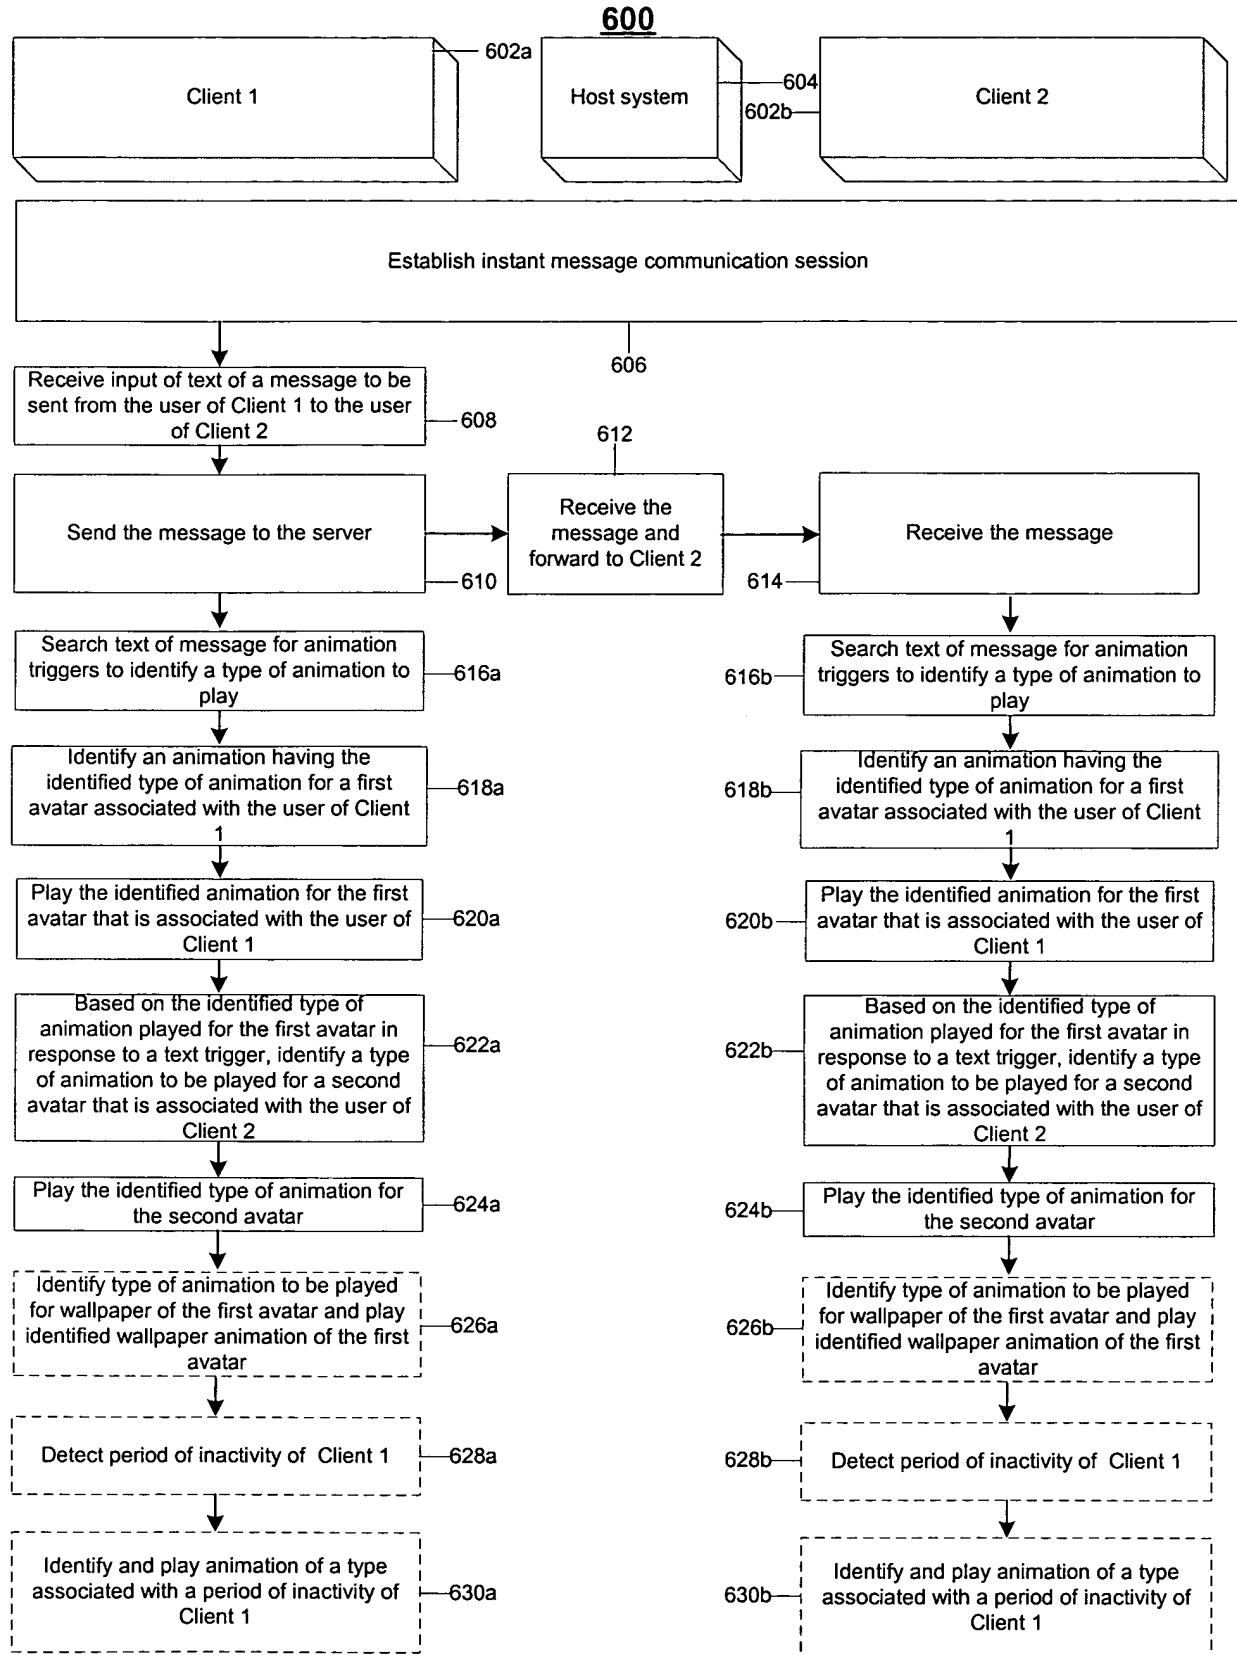 600
Client 1
602a
Host system
604
602b
Client 2
Establish instant message communication session
606
Receive input of text of a message to be
sent from the user of Client 1 to the user
of Client 2
608
612
Send the message to the server
610
Receive the
message and
forward to Client 2
Receive the message
614
Search text of message for animation
triggers to identify a type of animation to
play
616a
616b
Search text of message for animation
triggers to identify a type of animation to
play
Identify an animation having the
identified type of animation for a first
avatar associated with the user of Client
1
618a
618b
Identify an animation having the
identified type of animation for a first
avatar associated with the user of Client
1
Play the identified animation for the first
avatar that is associated with the user of
Client 1
620a
620b
Play the identified animation for the first
avatar that is associated with the user of
Client 1
Based on the identified type of
animation played for the first avatar in
response to a text trigger, identify a type
of animation to be played for a second
avatar that is associated with the user of
Client 2
622a
622b
Based on the identified type of
animation played for the first avatar in
response to a text trigger, identify a type
of animation to be played for a second
avatar that is associated with the user of
Client 2
Play the identified type of animation for
the second avatar
624a
624b
Play the identified type of animation for
the second avatar
Identify type of animation to be played
for wallpaper of the first avatar and play
identified wallpaper animation of the first
avatar
626a
626b
Identify type of animation to be played
for wallpaper of the first avatar and play
identified wallpaper animation of the first
avatar
Detect period of inactivity of Client 1
628a
628b
Detect period of inactivity of Client 1
Identify and play animation of a type
associated with a period of inactivity of
Client 1
630a
630b
Identify and play animation of a type
associated with a period of inactivity of
Client 1